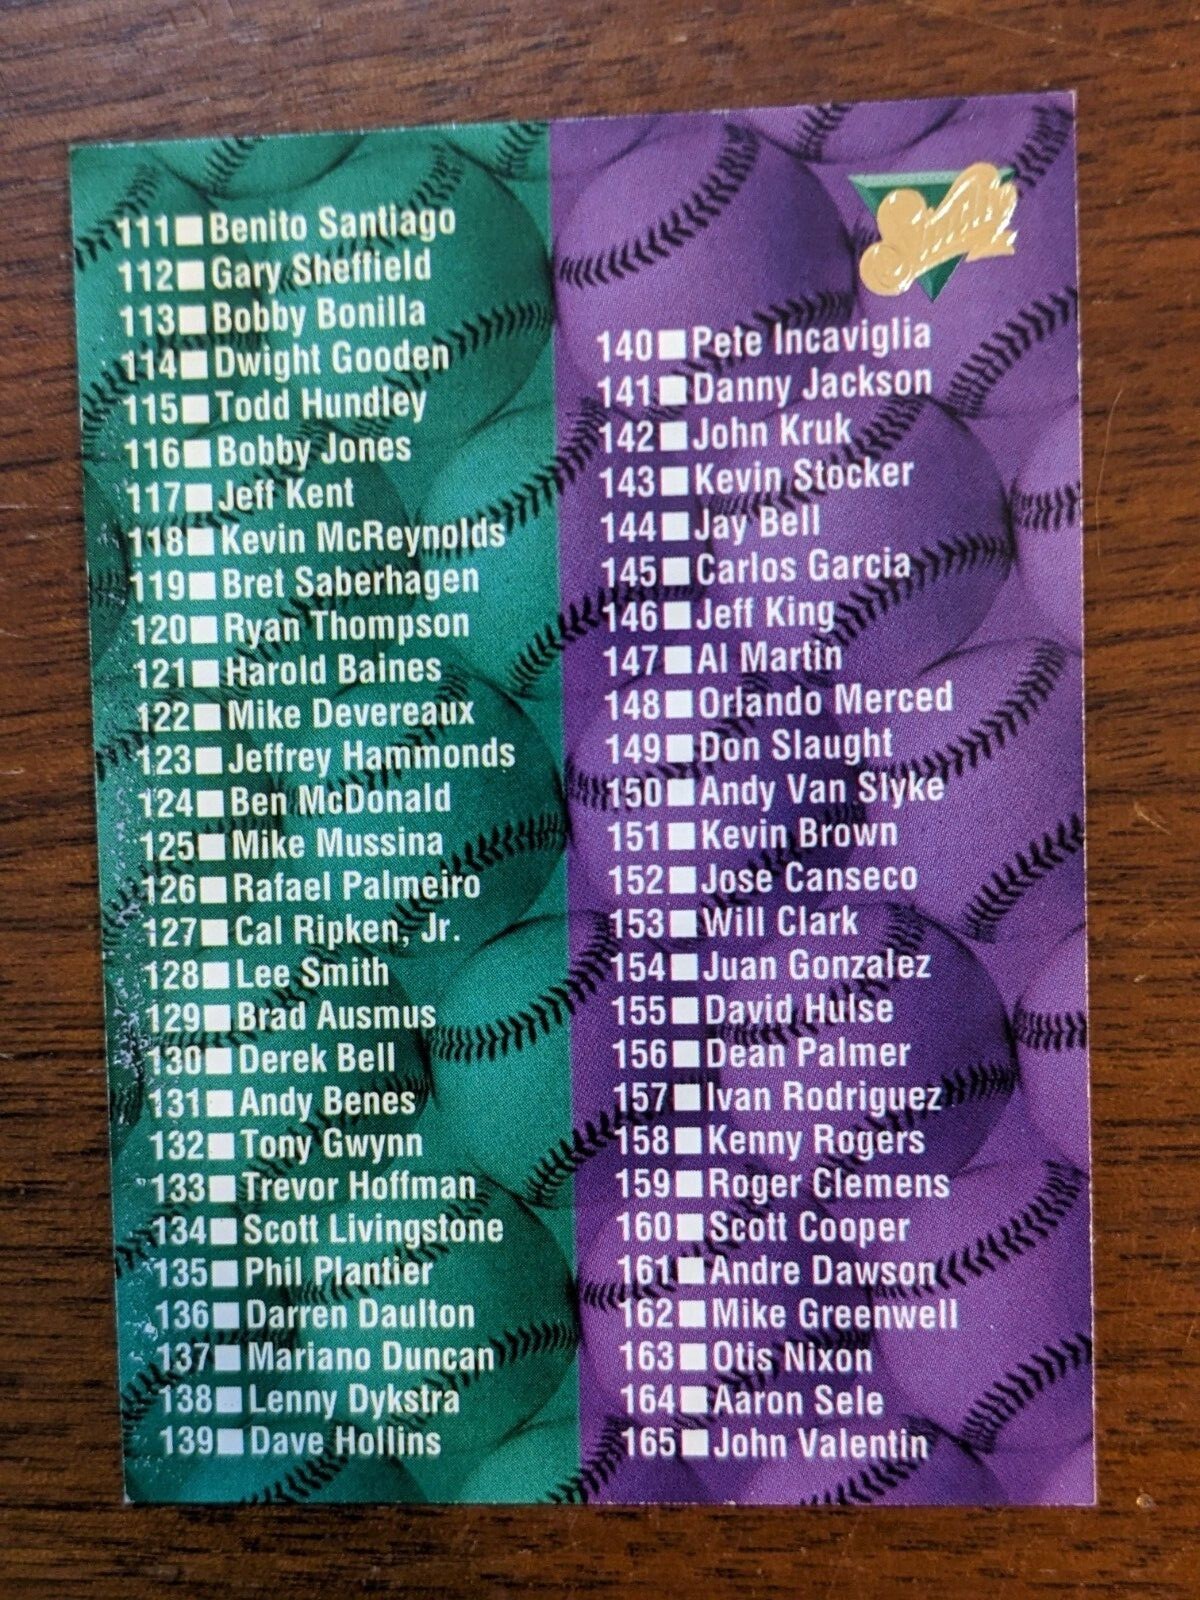 111 Benito Santiago
112 Gary Sheffield
113 Bobby Bonilla
114 Dwight Gooden
115 Todd Hundley
116 Bobby Jones
117 Jeff Kent
118 Kevin McReynolds
119 Bret Saberhagen
120 Ryan Thompson
121 Harold Baines
122 Mike Devereaux
123 Jeffrey Hammonds
124 Ben McDonald
125 Mike Mussina
126 Rafael Palmeiro
127 Cal Ripken, Jr.
128 Lee Smith
129 Brad Ausmus
130 Derek Bell
131 Andy Benes
132 Tony Gwynn
133 Trevor Hoffman
134 Scott Livingstone
135 Phil Plantier
136 Darren Daulton
137 Mariano Duncan
138 Lenny Dykstra
139 Dave Hollins
Studio
140 Pete Incaviglia
141 Danny Jackson
142 John Kruk
143 Kevin Stocker
144 Jay Bell
145 Carlos Garcia
146 Jeff King
147 Al Martin
148 Orlando Merced
149 Don Slaught
150 Andy Van Slyke
151 Kevin Brown
152 Jose Canseco
153 Will Clark
154 Juan Gonzalez
155 David Hulse
156 Dean Palmer
157 Ivan Rodriguez
158 Kenny Rogers
159 Roger Clemens
160 Scott Cooper
161 Andre Dawson
162 Mike Greenwell
163 Otis Nixon
164 Aaron Sele
165 John Valentin